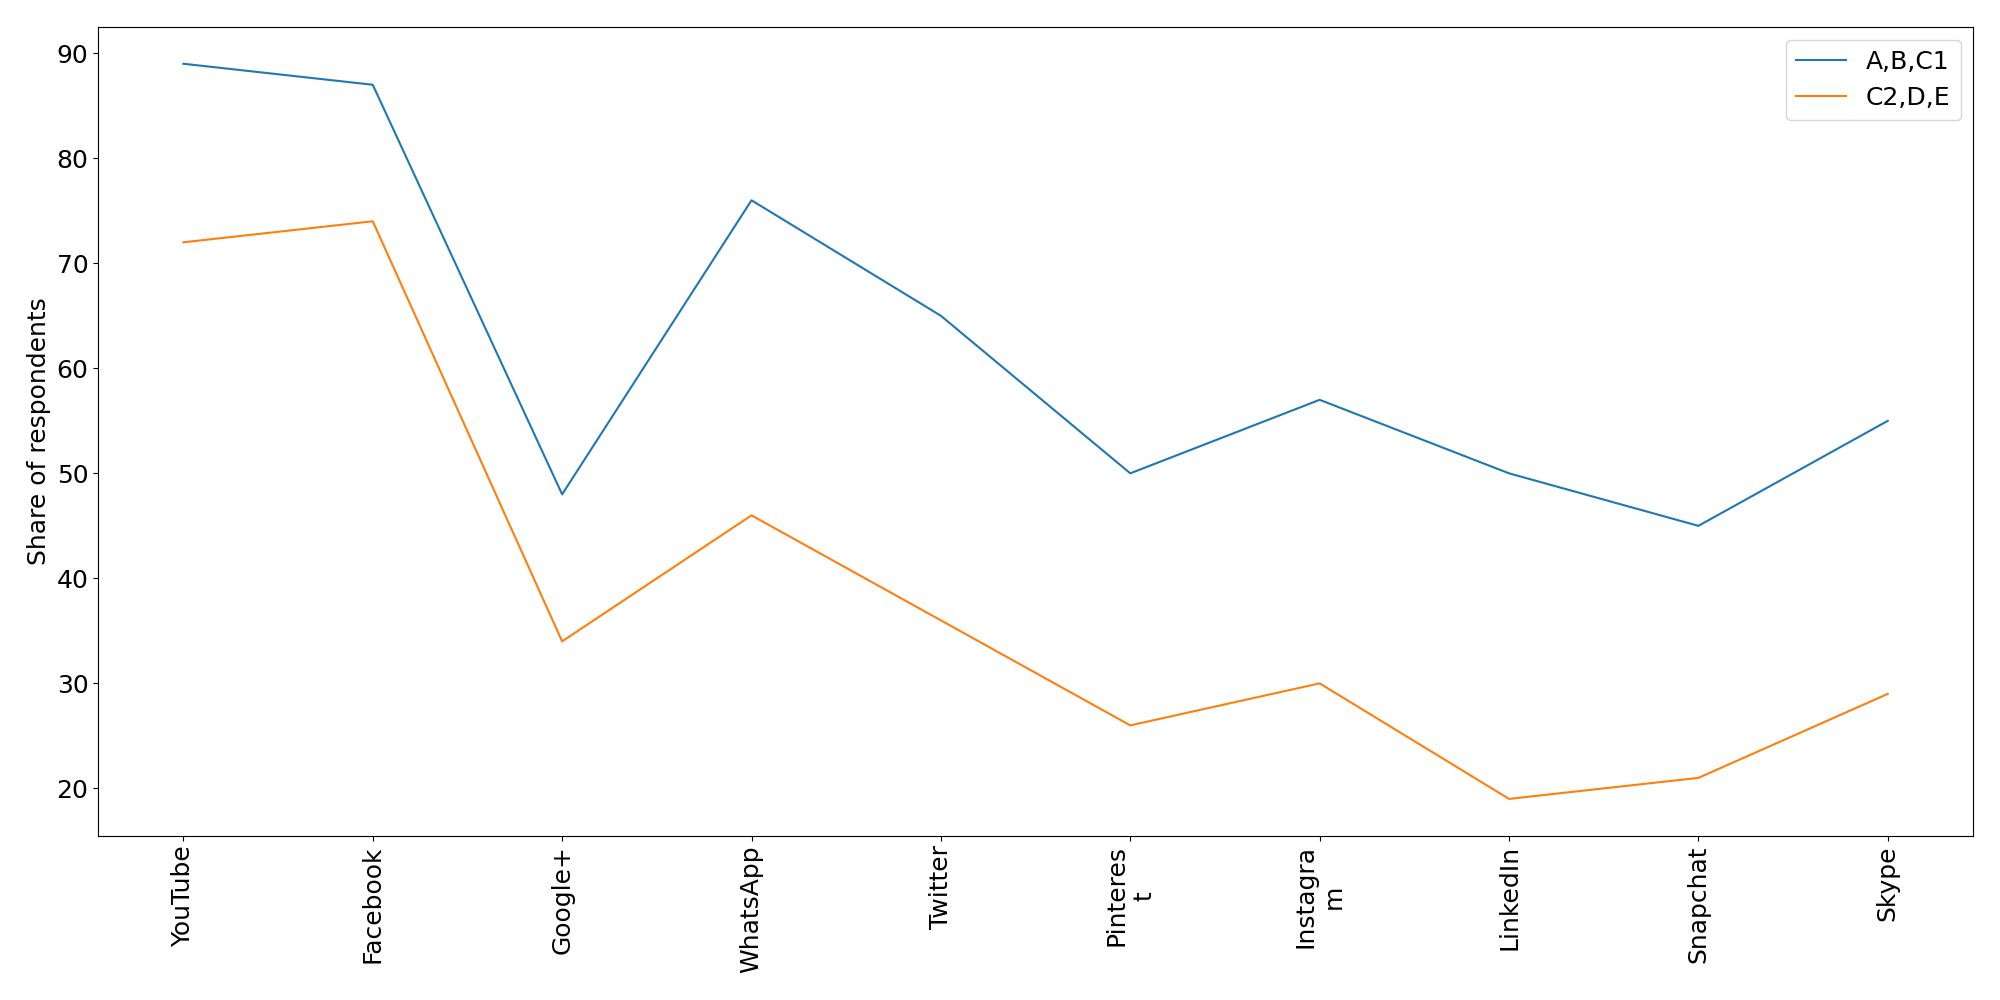 A,B,C1
C2,D,E
Share of respondents
90
80
70
60
50
40
30
20
YouTube
Facebook
Google+
WhatsApp
Twitter
Pinteres
t
Instagra
m
LinkedIn
Snapchat
Skype